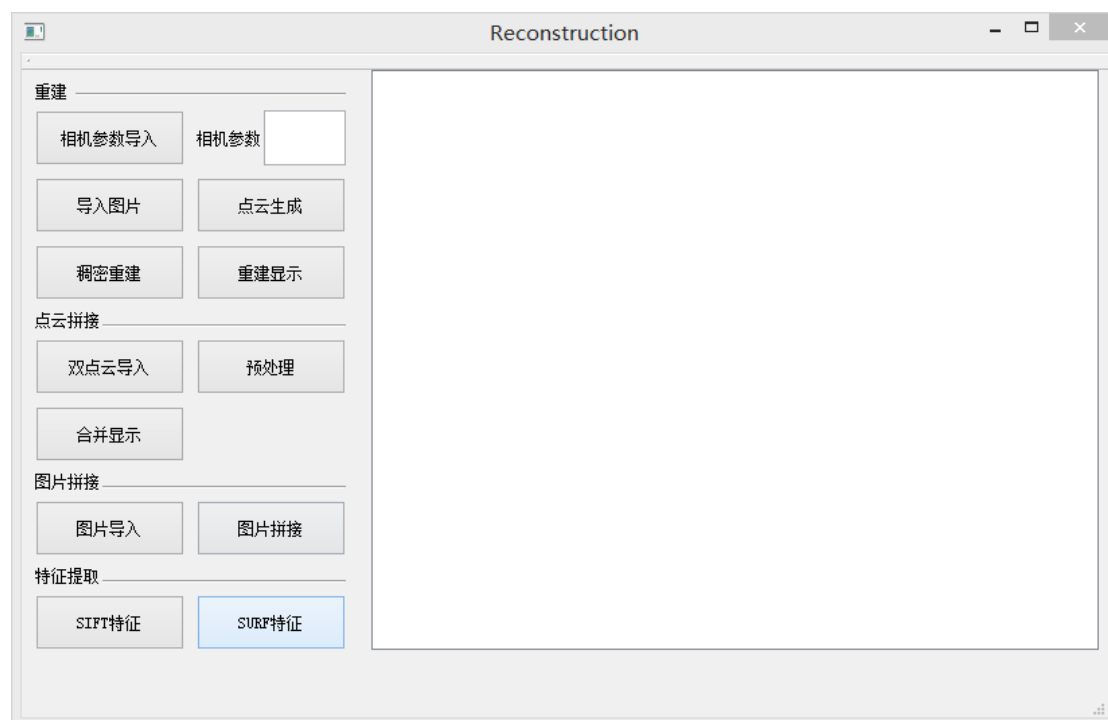 Reconstruction
重建
相机参数导入 相机参数
导入图片 点云生成
稠密重建 重建显示
点云拼接
双点云导入 预处理
合并显示
图片拼接
图片导入 图片拼接
特征提取
SIFT特征 SURF特征